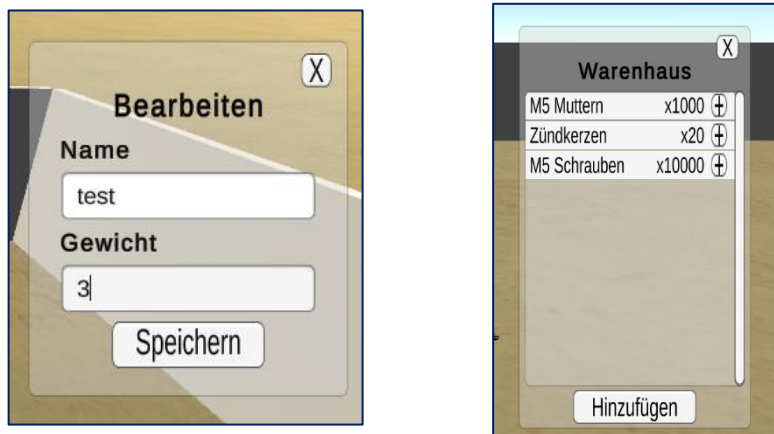 X
Bearbeiten
Name
test
Gewicht
3
Speichern
X
Warenhaus
M5 Muttern x1000 +
Zündkerzen x20 +
M5 Schrauben x10000 +
Hinzufügen